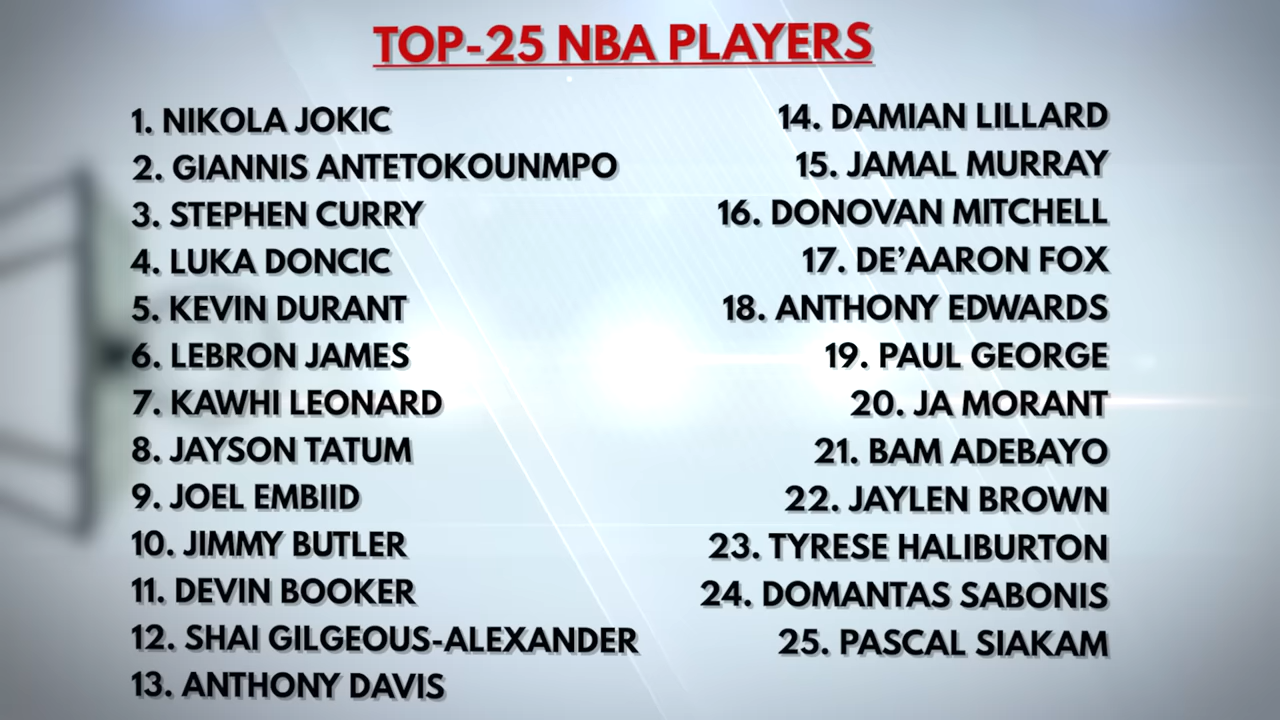 TOP-25 NBA PLAYERS
1. NIKOLA JOKIC
2. GIANNIS ANTETOKOUNMPO
3. STEPHEN CURRY
4. LUKA DONCIC
5. KEVIN DURANT
6. LEBRON JAMES
7. KAWHI LEONARD
8. JAYSON TATUM
9. JOEL EMBIID
10. JIMMY BUTLER
11. DEVIN BOOKER
12. SHAI GILGEOUS-ALEXANDER
13. ANTHONY DAVIS
14. DAMIAN LILLARD
15. JAMAL MURRAY
16. DONOVAN MITCHELL
17. DE’AARON FOX
18. ANTHONY EDWARDS
19. PAUL GEORGE
20. JA MORANT
21. BAM ADEBAYO
22. JAYLEN BROWN
23. TYRESE HALIBURTON
24. DOMANTAS SABONIS
25. PASCAL SIAKAM